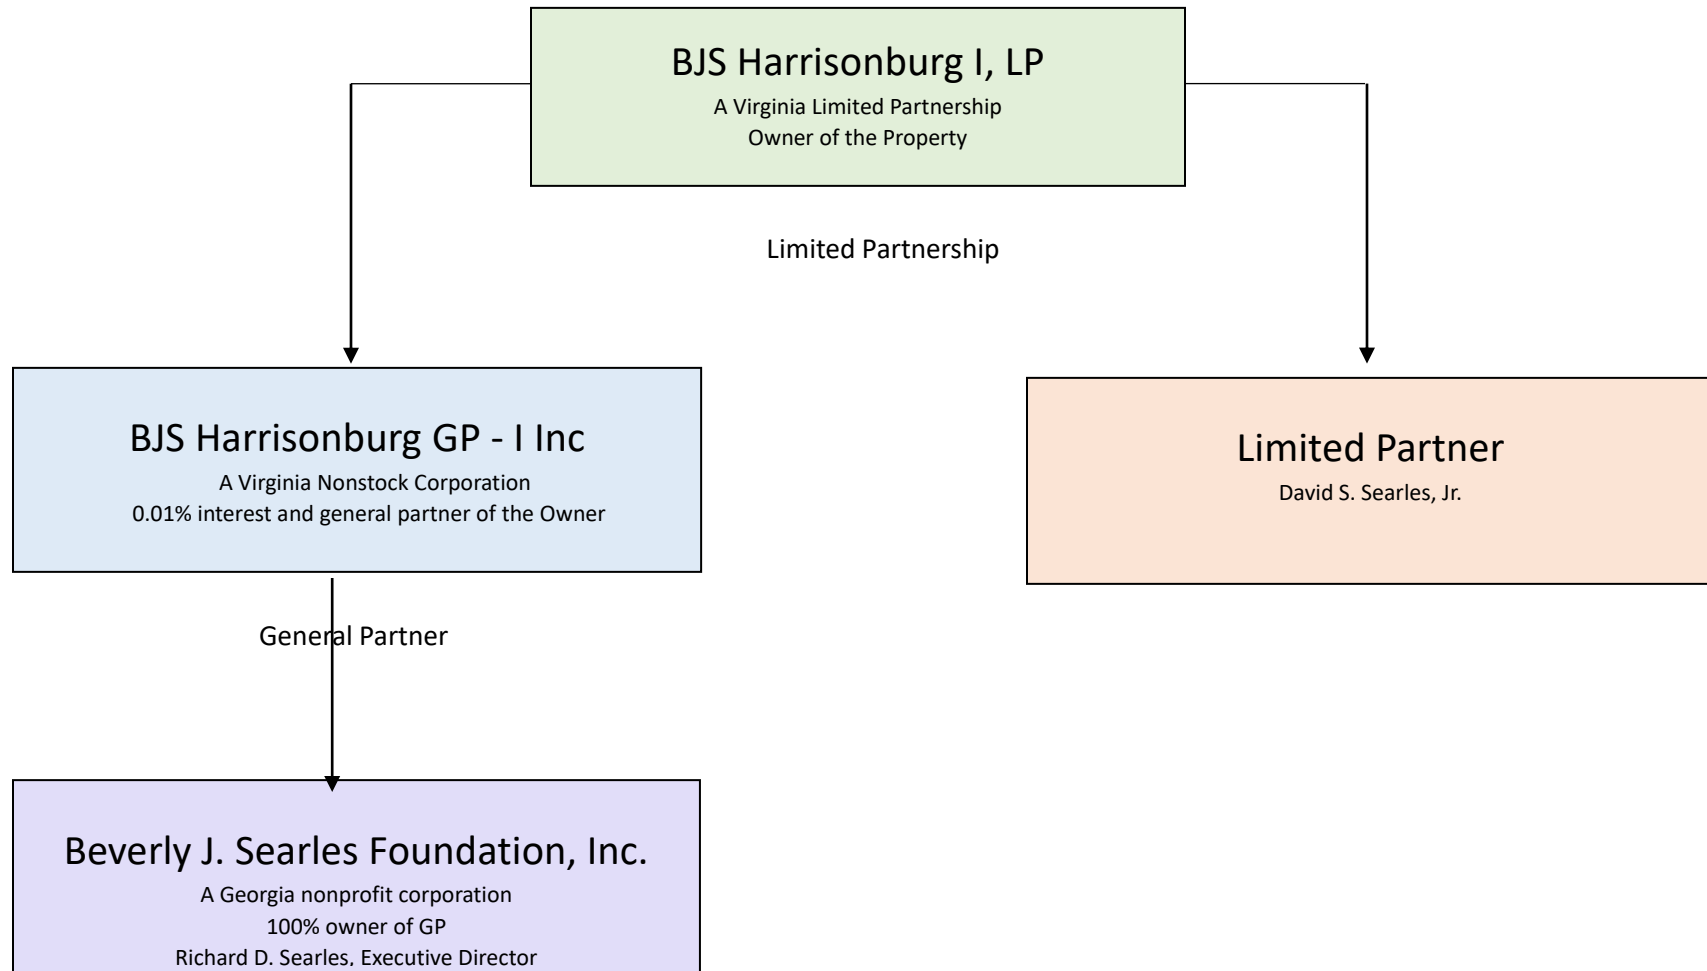 BJS Harrisonburg I, LP
A Virginia Limited Partnership
Owner of the Property
Limited Partnership
BJS Harrisonburg GP - I Inc
A Virginia Nonstock Corporation
0.01% interest and general partner of the Owner
Limited Partner
David S. Searles, Jr.
General Partner
Beverly J. Searles Foundation, Inc.
A Georgia nonprofit corporation
100% owner of GP
Richard D. Searles, Executive Director